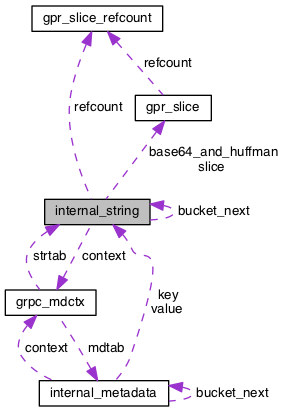 gpr_slice_refcount
refcount
refcount
gpr_slice
base64_and_huffman
slice
internal_string
bucket_next
strtab
context
key
value
grpc_mdctx
context
mdtab
internal_metadata
bucket_next